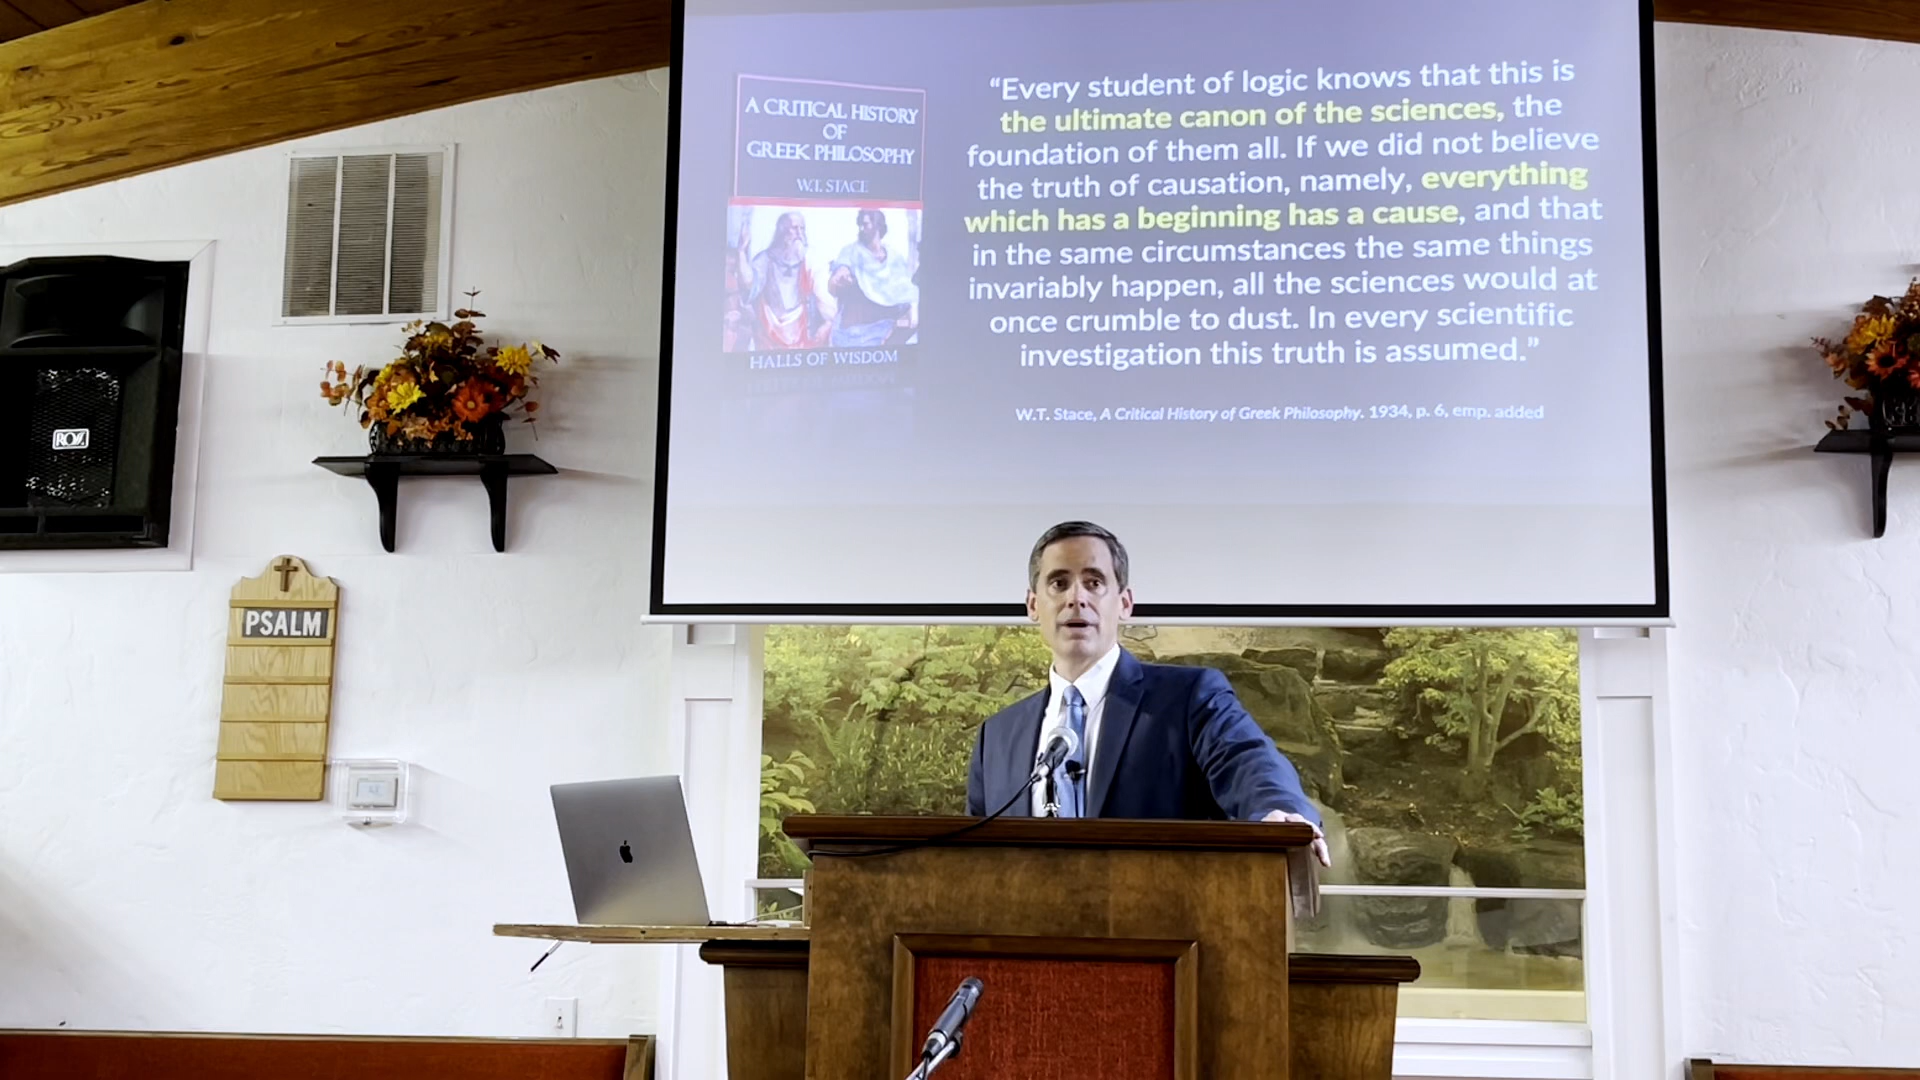 A CRITICAL HISTORY
OF
GREEK PHILOSOPHY
W.T. STACE
HALLS OF WISDOM
“Every student of logic knows that this is
the ultimate canon of the sciences, the
foundation of them all. If we did not believe
the truth of causation, namely, everything
which has a beginning has a cause, and that
in the same circumstances the same things
invariably happen, all the sciences would at
once crumble to dust. In every scientific
investigation this truth is assumed.”
W.T. Stace, A Critical History of Greek Philosophy. 1934, p. 6, emp. added
PSALM